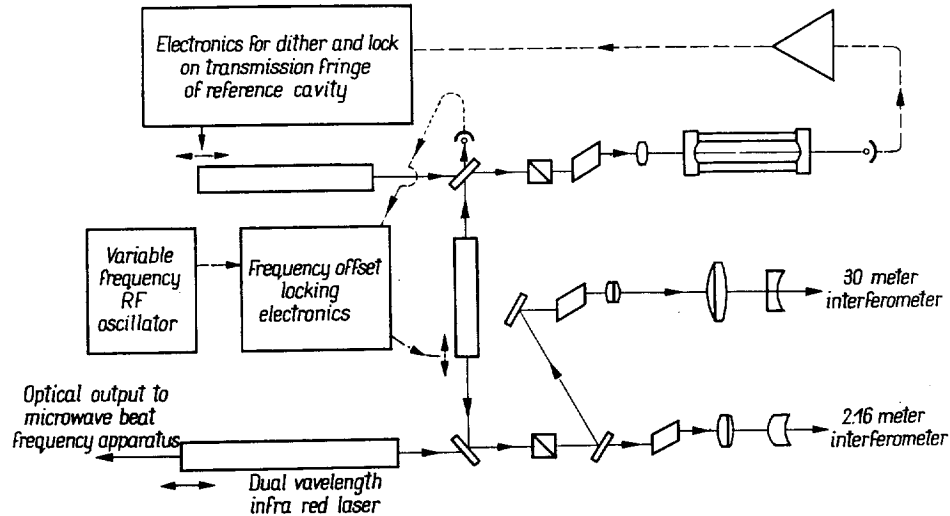 Electronics for dither and lock
on transmission fringe
of reference cavity
Variable
frequency
RF
oscillator
Frequency offset
locking
electronics
30 meter
interferometer
Optical output to
microwave beat
frequency apparatus
2.16 meter
interferometer
Dual vavelength
infra red laser